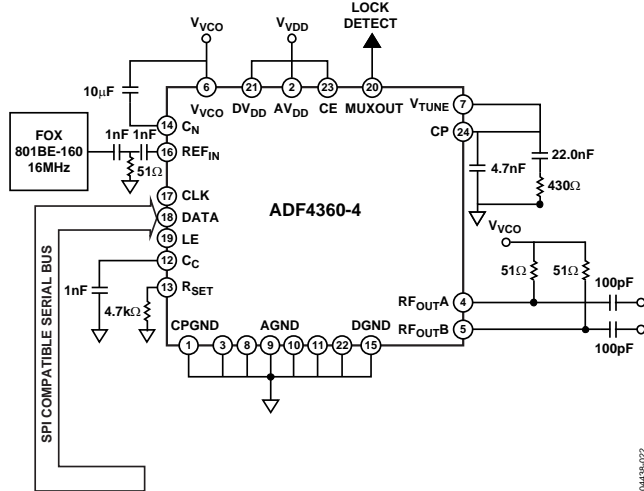 LOCK
DETECT
V_VCO
V_VDD
10µF
6
21
2
23
20
V_VCO
DV_DD
AV_DD
CE
MUXOUT
V_TUNE
7
14
C_N
CP
24
FOX
801BE-160
16MHz
1nF
1nF
16
REF_IN
51Ω
4.7nF
22.0nF
430Ω
17
CLK
18
DATA
ADF4360-4
19
LE
V_VCO
12
C_C
51Ω
51Ω
100pF
1nF
13
R_SET
4.7kΩ
RF_OUTA
4
RF_OUTB
5
100pF
CPGND
AGND
DGND
1
3
8
9
10
11
22
15
SPI COMPATIBLE SERIAL BUS
04438-022